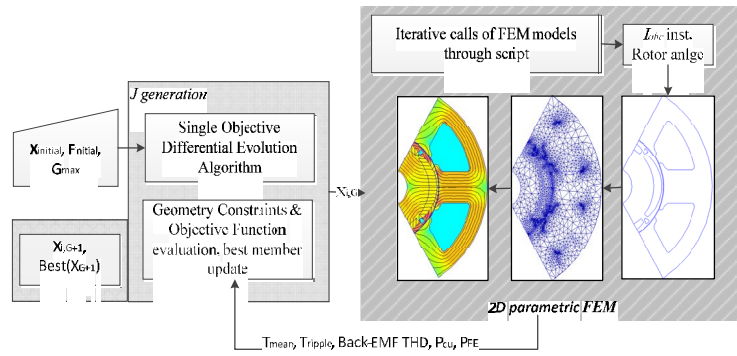 J generation
Xinitial, Fnitial,
Gmax
Single Objective
Differential Evolution
Algorithm
Geometry Constraints &
Objective Function
evaluation, best member
update
Xi,G+1,
Best(XG+1)
Xi,G
Iterative calls of FEM models
through script
Iabc inst.
Rotor anlge
2D parametric FEM
Tmean, Tripple, Back-EMF THD, Pcu, PFE